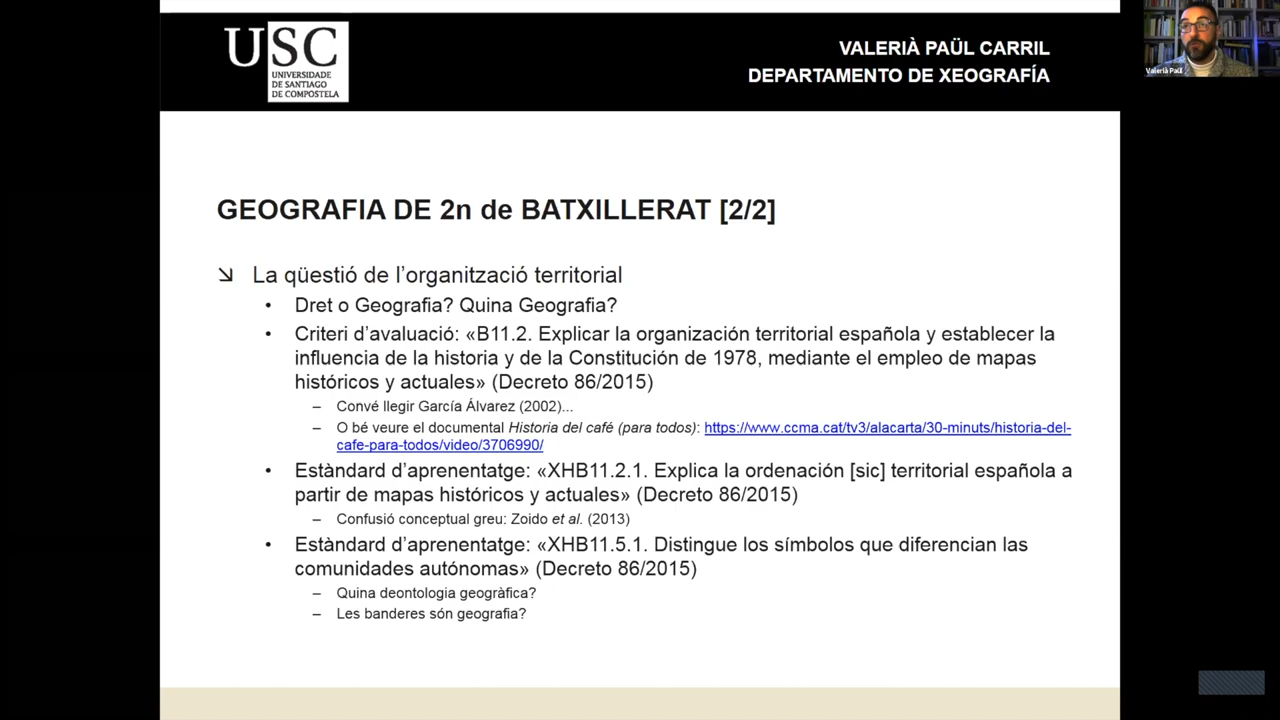 USC
UNIVERSIDADE
DE SANTIAGO
DE COMPOSTELA
VALERIÀ PAÜL CARRIL
DEPARTAMENTO DE XEOGRAFÍA
Valerià Paül
GEOGRAFIA DE 2n de BATXILLERAT [2/2]
La qüestió de l’organització territorial
• Dret o Geografia? Quina Geografia?
• Criteri d’avaluació: «B11.2. Explicar la organización territorial española y establecer la
influencia de la historia y de la Constitución de 1978, mediante el empleo de mapas
históricos y actuales» (Decreto 86/2015)
– Convé llegir García Álvarez (2002)...
– O bé veure el documental Historia del café (para todos): https://www.ccma.cat/tv3/alacarta/30-minuts/historia-del-
cafe-para-todos/video/3706990/
• Estàndard d’aprenentatge: «XHB11.2.1. Explica la ordenación [sic] territorial española a
partir de mapas históricos y actuales» (Decreto 86/2015)
– Confusió conceptual greu: Zoido et al. (2013)
• Estàndard d’aprenentatge: «XHB11.5.1. Distingue los símbolos que diferencian las
comunidades autónomas» (Decreto 86/2015)
– Quina deontologia geogràfica?
– Les banderes són geografia?